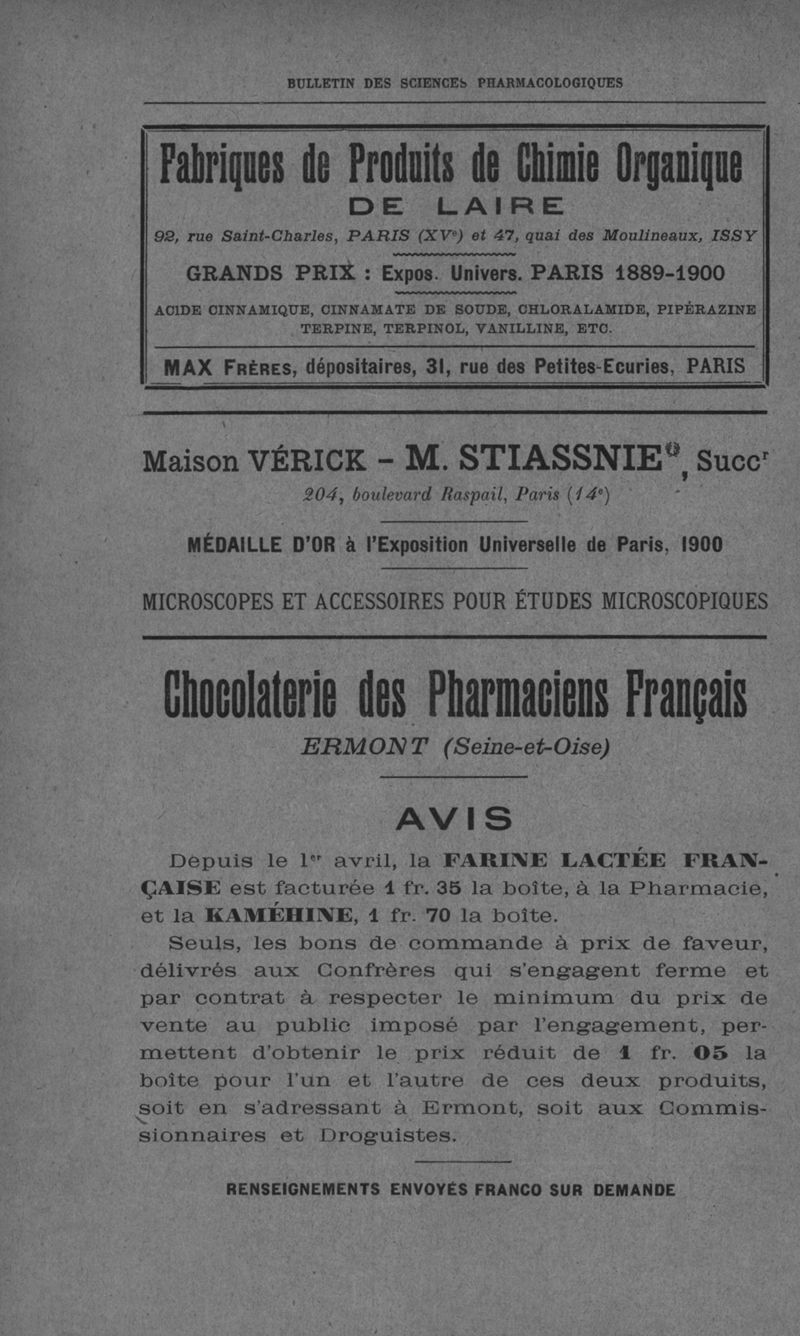 BULLETIN DES SCIENCES PHARMACOLOGIQUES
Fabriques de Produits de Chimie Organique
DE LAIRE
92, rue Saint-Charles, PARIS (XVe) et 47, quai des Moulineaux, ISSY
GRANDS PRIX : Expos. Univers. PARIS 1889-1900
ACIDE CINNAMIQUE, CINNAMATE DE SOUDE, CHLORALAMIDE, PIPÉRAZINE
TERPINE, TERPINOL, VANILLINE, ETC.
MAX FRÈRES, dépositaires, 31, rue des Petites-Ecuries, PARIS
Maison VÉRICK - M. STIASSNIE, Succr
204, boulevard Raspail, Paris (14e)
MÉDAILLE D'OR à l'Exposition Universelle de Paris, 1900
MICROSCOPES ET ACCESSOIRES POUR ÉTUDES MICROSCOPIQUES
Chocolaterie des Pharmaciens Français
ERMONT (Seine-et-Oise)
AVIS
Depuis le 1er avril, la FARINE LACTÉE FRAN-
ÇAISE est facturée 1 fr. 35 la boîte, à la Pharmacie,
et la KAMÉHINE, 1 fr. 70 la boîte.
Seuls, les bons de commande à prix de faveur,
délivrés aux Confrères qui s'engagent ferme et
par contrat à respecter le minimum du prix de
vente au public imposé par l'engagement, per-
mettent d'obtenir le prix réduit de 1 fr. 05 la
boîte pour l'un et l'autre de ces deux produits,
soit en s'adressant à Ermont, soit aux Commis-
sionnaires et Droguistes.
RENSEIGNEMENTS ENVOYÉS FRANCO SUR DEMANDE